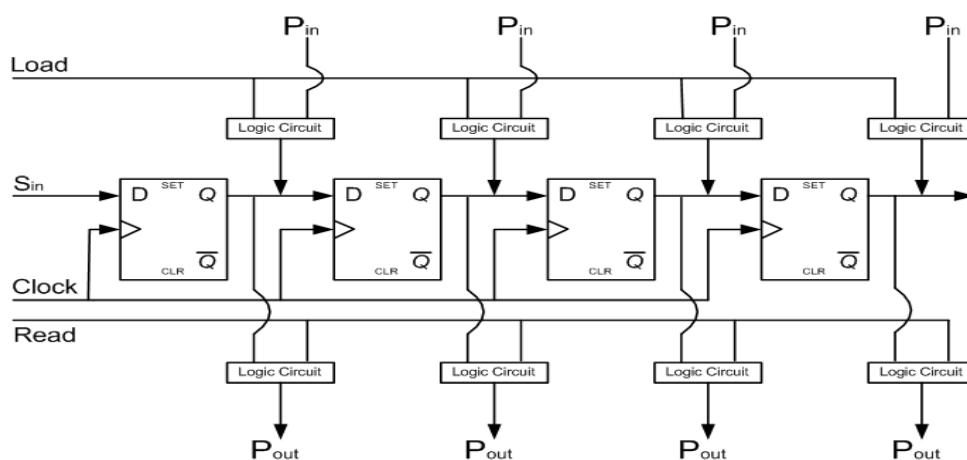 Pin Pin Pin Pin
Load
Logic Circuit Logic Circuit Logic Circuit Logic Circuit
SET SET SET SET
Sin D Q D Q D Q D Q
Q Q Q Q
CLR CLR CLR CLR
Clock
Read
Logic Circuit Logic Circuit Logic Circuit Logic Circuit
Pout Pout Pout Pout